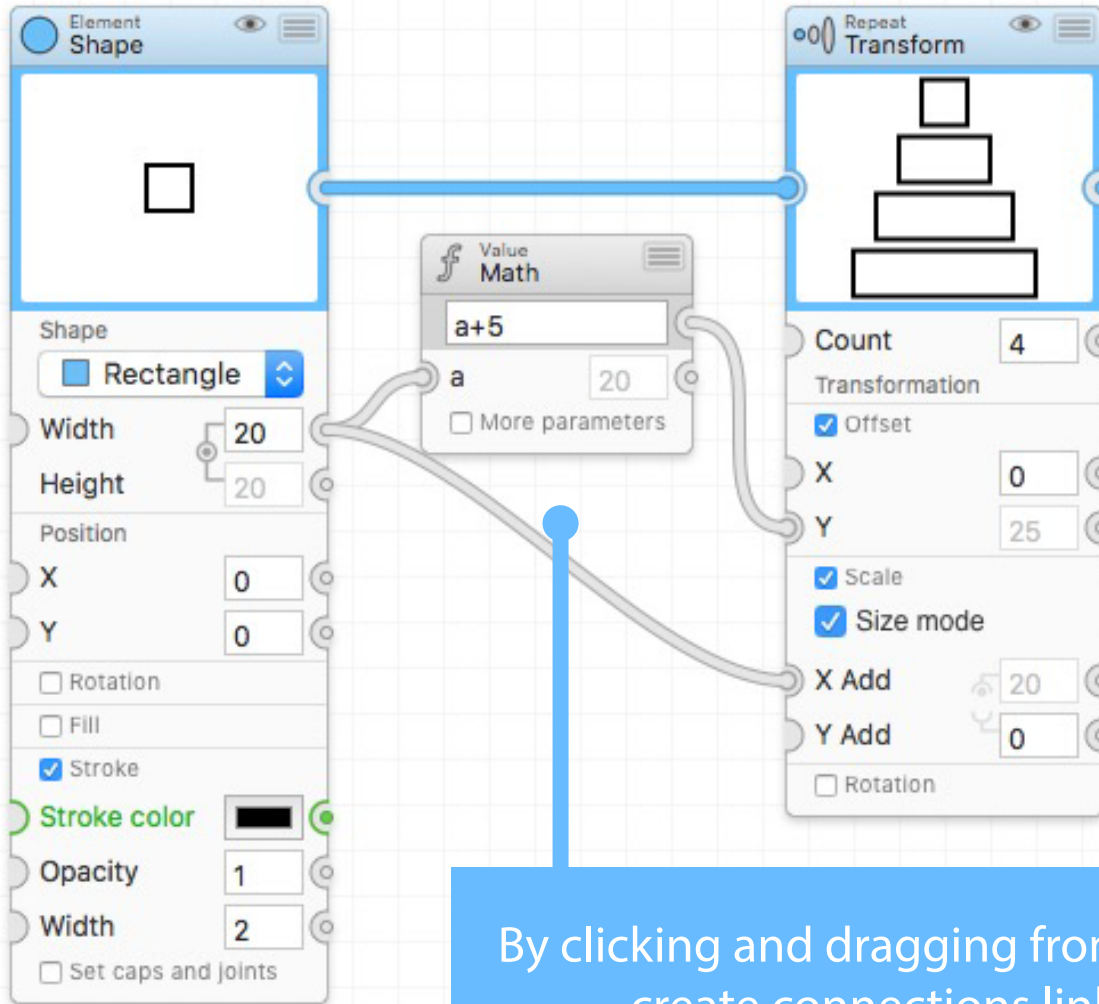 Element
Shape
Shape
Rectangle
Width 20
Height 20
Position
X 0
Y 0
Rotation
Fill
Stroke
Stroke color
Opacity 1
Width 2
Set caps and joints
Value
Math
a+5
a 20
More parameters
Repeat
Transform
Count 4
Transformation
Offset
X 0
Y 25
Scale
Size mode
X Add 20
Y Add 0
Rotation
By clicking and dragging
create connections